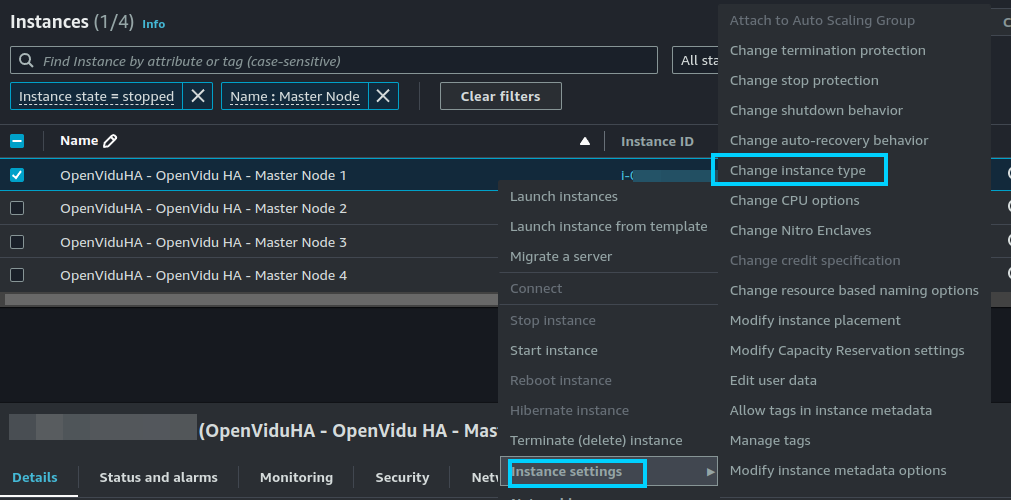 Instances (1/4) Info
Find Instance by attribute or tag (case-sensitive)
Instance state = stopped
Name : Master Node
Clear filters
Name
Instance ID
OpenViduHA - OpenVidu HA - Master Node 1
OpenViduHA - OpenVidu HA - Master Node 2
OpenViduHA - OpenVidu HA - Master Node 3
OpenViduHA - OpenVidu HA - Master Node 4
Launch instances
Launch instance from template
Migrate a server
Connect
Stop instance
Start instance
Reboot instance
Hibernate instance
Terminate (delete) instance
Instance settings
Attach to Auto Scaling Group
Change termination protection
Change stop protection
Change shutdown behavior
Change auto-recovery behavior
Change instance type
Change CPU options
Change Nitro Enclaves
Change credit specification
Change resource based naming options
Modify instance placement
Modify Capacity Reservation settings
Edit user data
Allow tags in instance metadata
Manage tags
Modify instance metadata options
(OpenViduHA - OpenVidu HA - Mas
Details
Status and alarms
Monitoring
Security